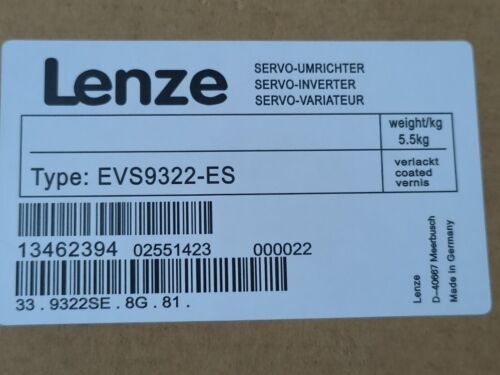 Lenze
SERVO-UMRICHTER
SERVO-INVERTER
SERVO-VARIATEUR
weight/kg
5.5kg
Type: EVS9322-ES
verlackt
coated
vernis
13462394 02551423 000022
33 . 9322SE . 8G . 81 .
Lenze
D-40667 Meerbusch
Made in Germany